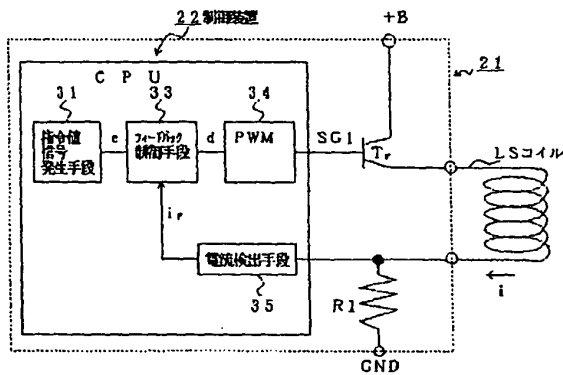 22制御装置
+B
21
CPU
31
33
34
指令値
信号
発生手段
e
フィードバック
制御手段
d
PWM
SG1
Tr
LSコイル
iF
電流検出手段
35
R1
i
GND